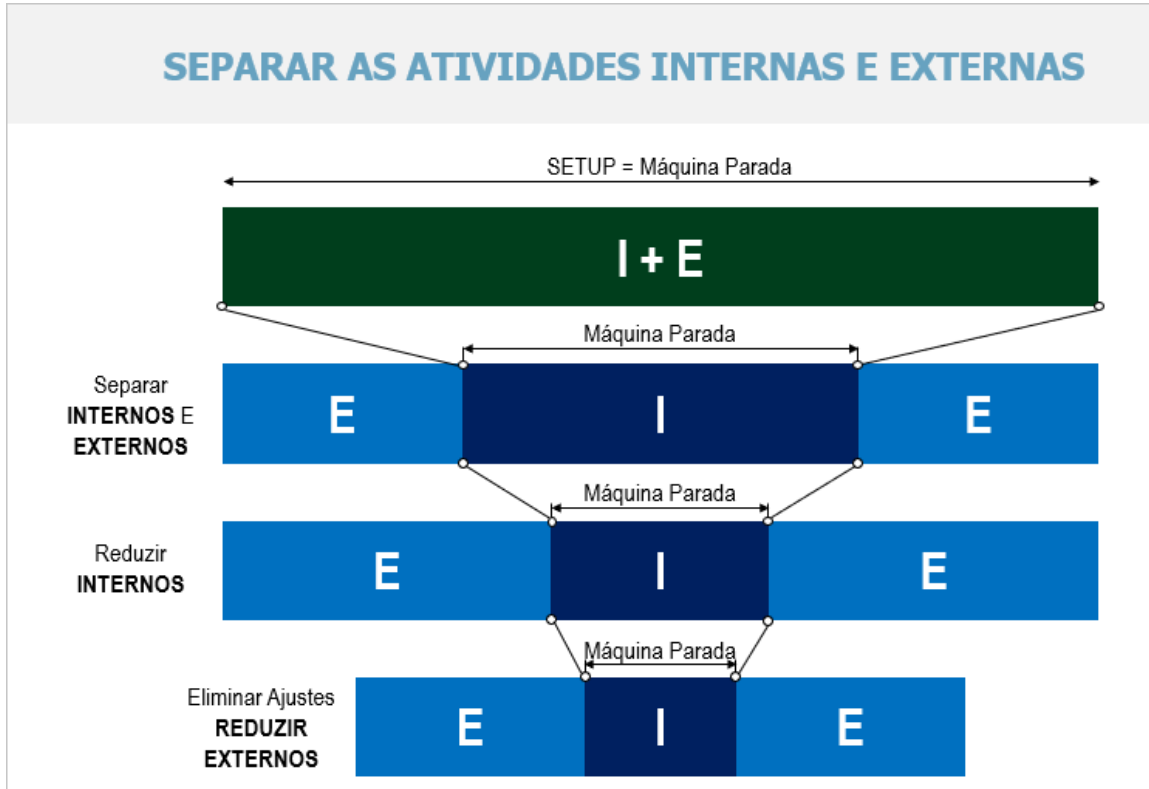 SEPARAR AS ATIVIDADES INTERNAS E EXTERNAS
SETUP = Máquina Parada
I + E
Máquina Parada
Separar
INTERNOS E
EXTERNOS
E
I
E
Máquina Parada
Reduzir
INTERNOS
E
I
E
Máquina Parada
Eliminar Ajustes
REDUZIR
EXTERNOS
E
I
E